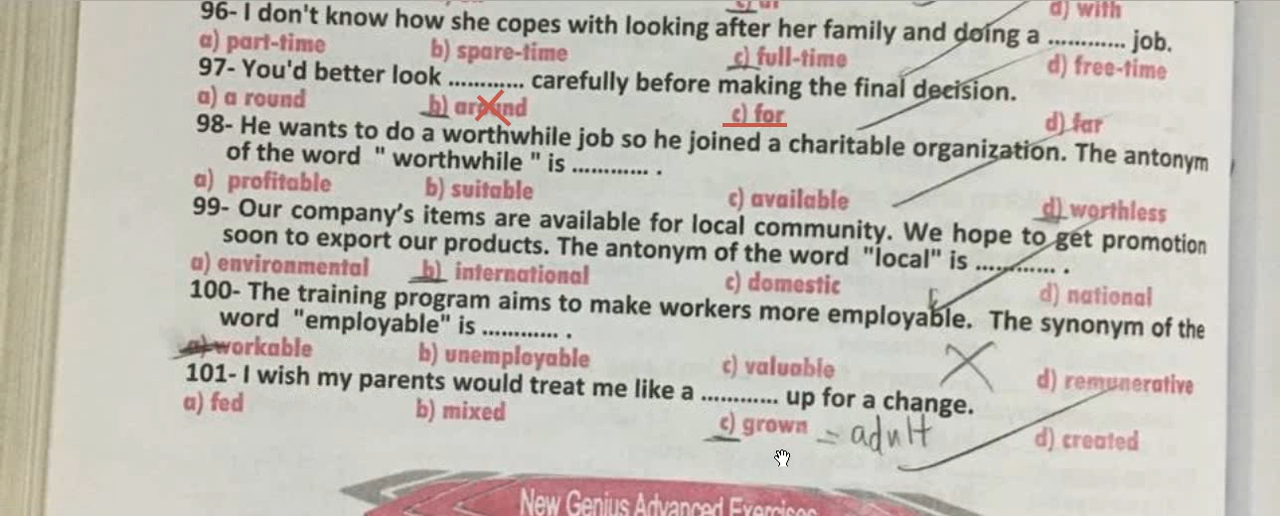 d) with
96- I don't know how she copes with looking after her family and doing a ............ job.
a) part-time b) spare-time c) full-time d) free-time
97- You'd better look ............ carefully before making the final decision.
a) a round b) around c) for d) far
98- He wants to do a worthwhile job so he joined a charitable organization. The antonym
of the word " worthwhile " is ............ .
a) profitable b) suitable c) available d) worthless
99- Our company's items are available for local community. We hope to get promotion
soon to export our products. The antonym of the word "local" is ............ .
a) environmental b) international c) domestic d) national
100- The training program aims to make workers more employable. The synonym of the
word "employable" is ............ .
a) workable b) unemployable c) valuable d) remunerative
101- I wish my parents would treat me like a ............ up for a change.
a) fed b) mixed c) grown = adult d) created
New Genius Advanced Exercises